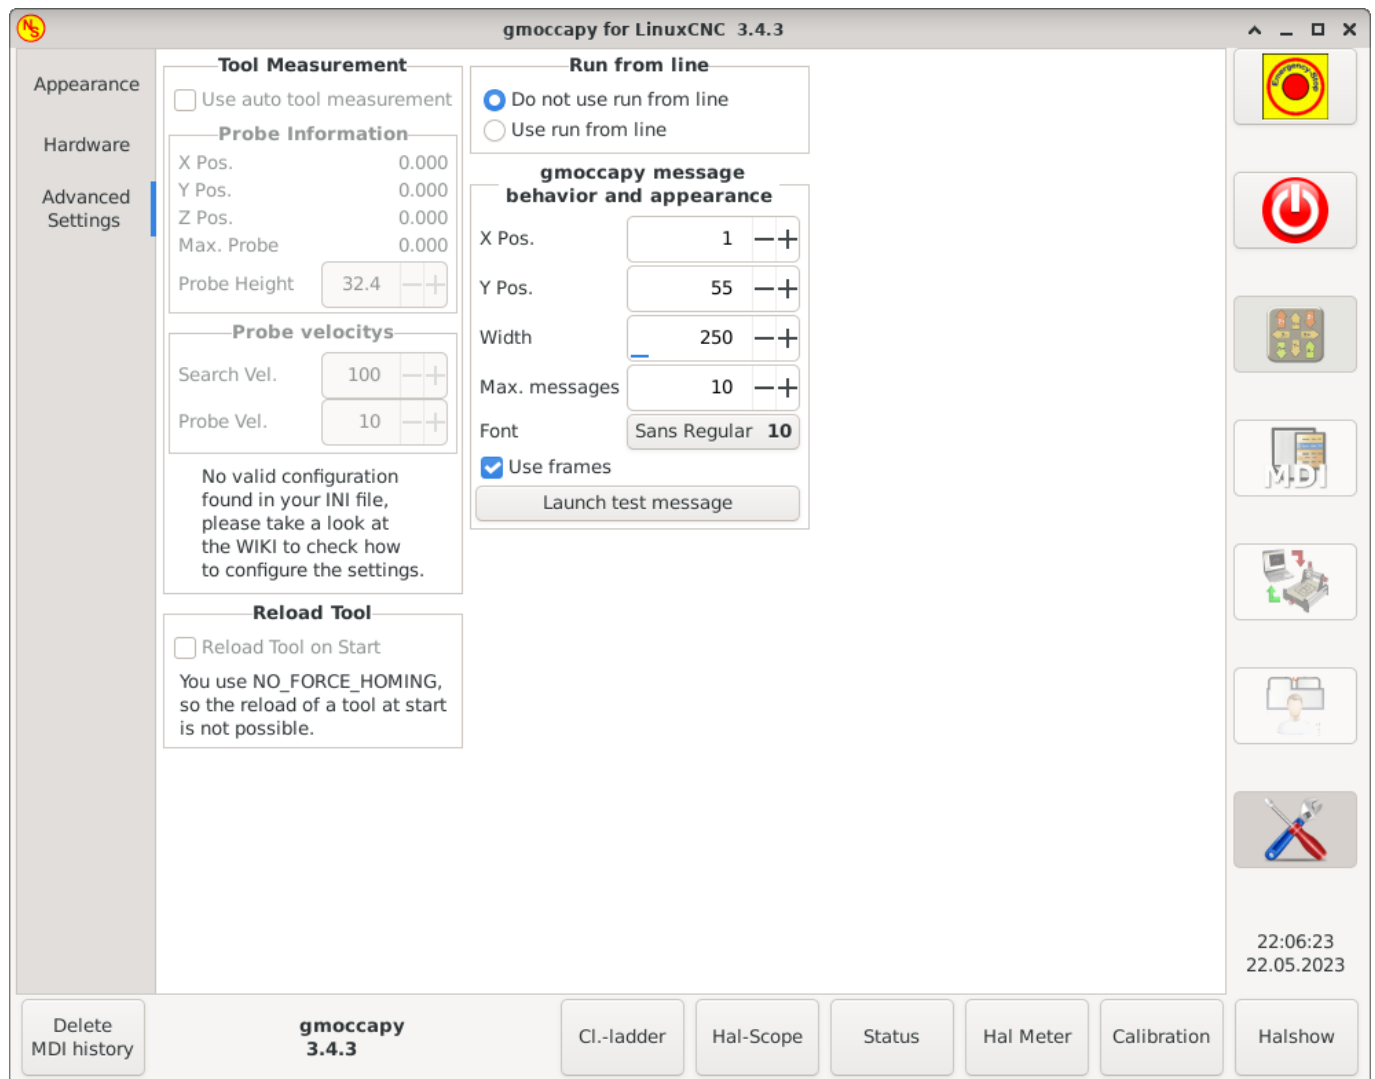 NS
gmoccapy for LinuxCNC 3.4.3
Appearance
Hardware
Advanced
Settings
Tool Measurement
Use auto tool measurement
Probe Information
X Pos. 0.000
Y Pos. 0.000
Z Pos. 0.000
Max. Probe 0.000
Probe Height 32.4
Probe velocitys
Search Vel. 100
Probe Vel. 10
No valid configuration
found in your INI file,
please take a look at
the WIKI to check how
to configure the settings.
Reload Tool
Reload Tool on Start
You use NO_FORCE_HOMING,
so the reload of a tool at start
is not possible.
Run from line
Do not use run from line
Use run from line
gmoccapy message
behavior and appearance
X Pos. 1
Y Pos. 55
Width 250
Max. messages 10
Font Sans Regular 10
Use frames
Launch test message
Emergency-Stop
MDI
22:06:23
22.05.2023
Delete
MDI history
gmoccapy
3.4.3
Cl.-ladder
Hal-Scope
Status
Hal Meter
Calibration
Halshow